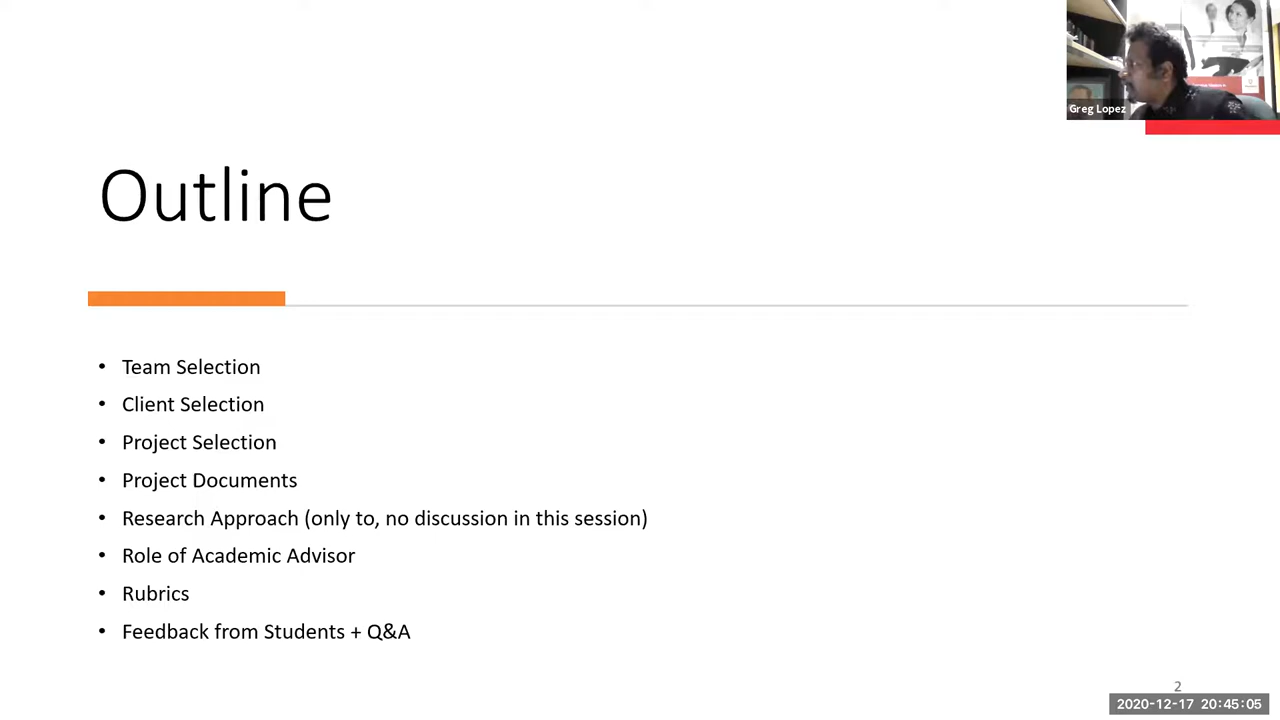 Greg Lopez
Outline
• Team Selection
• Client Selection
• Project Selection
• Project Documents
• Research Approach (only to, no discussion in this session)
• Role of Academic Advisor
• Rubrics
• Feedback from Students + Q&A
2
2020-12-17 20:45:05